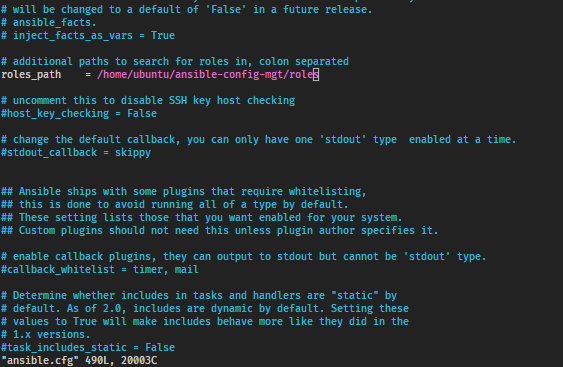 # will be changed to a default of 'False' in a future release.
# ansible_facts.
# inject_facts_as_vars = True
# additional paths to search for roles in, colon separated
roles_path    = /home/ubuntu/ansible-config-mgt/roles
# uncomment this to disable SSH key host checking
#host_key_checking = False
# change the default callback, you can only have one 'stdout' type  enabled at a time.
#stdout_callback = skippy
## Ansible ships with some plugins that require whitelisting,
## this is done to avoid running all of a type by default.
## These setting lists those that you want enabled for your system.
## Custom plugins should not need this unless plugin author specifies it.
# enable callback plugins, they can output to stdout but cannot be 'stdout' type.
#callback_whitelist = timer, mail
# Determine whether includes in tasks and handlers are "static" by
# default. As of 2.0, includes are dynamic by default. Setting these
# values to True will make includes behave more like they did in the
# 1.x versions.
#task_includes_static = False
"ansible.cfg" 490L, 20003C